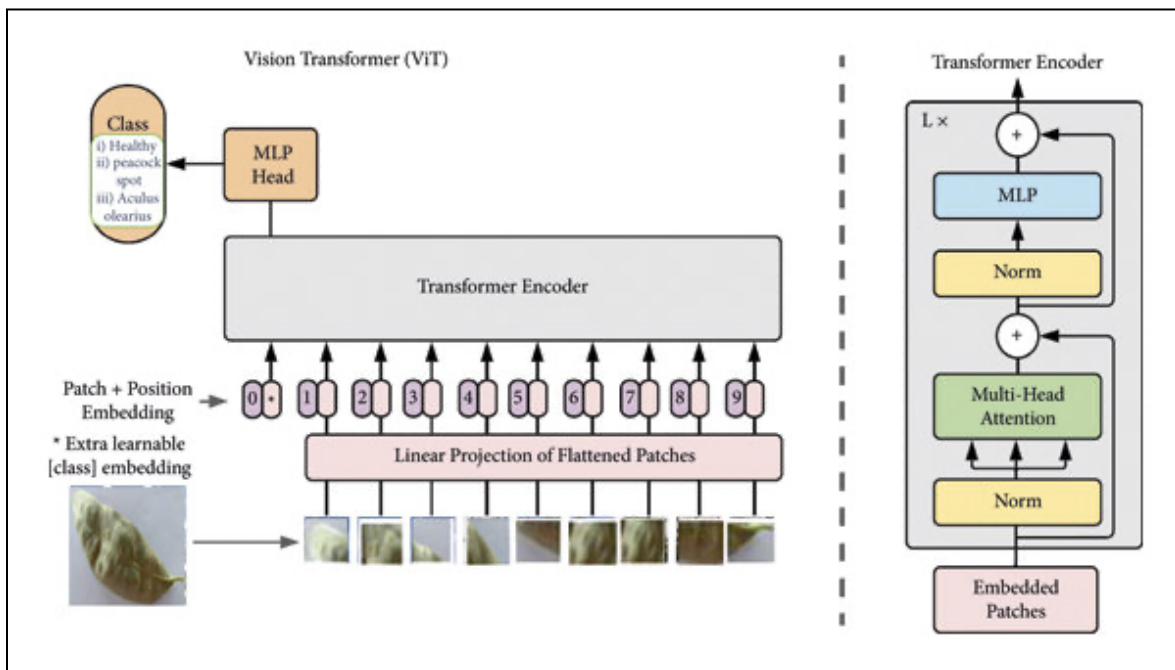 Vision Transformer (ViT)
Class
i) Healthy
ii) peacock
spot
iii) Aculus
olearius
MLP
Head
Transformer Encoder
Patch + Position
Embedding
0 * 1 2 3 4 5 6 7 8 9
* Extra learnable
[class] embedding
Linear Projection of Flattened Patches
Transformer Encoder
L ×
+
MLP
Norm
+
Multi-Head
Attention
Norm
Embedded
Patches